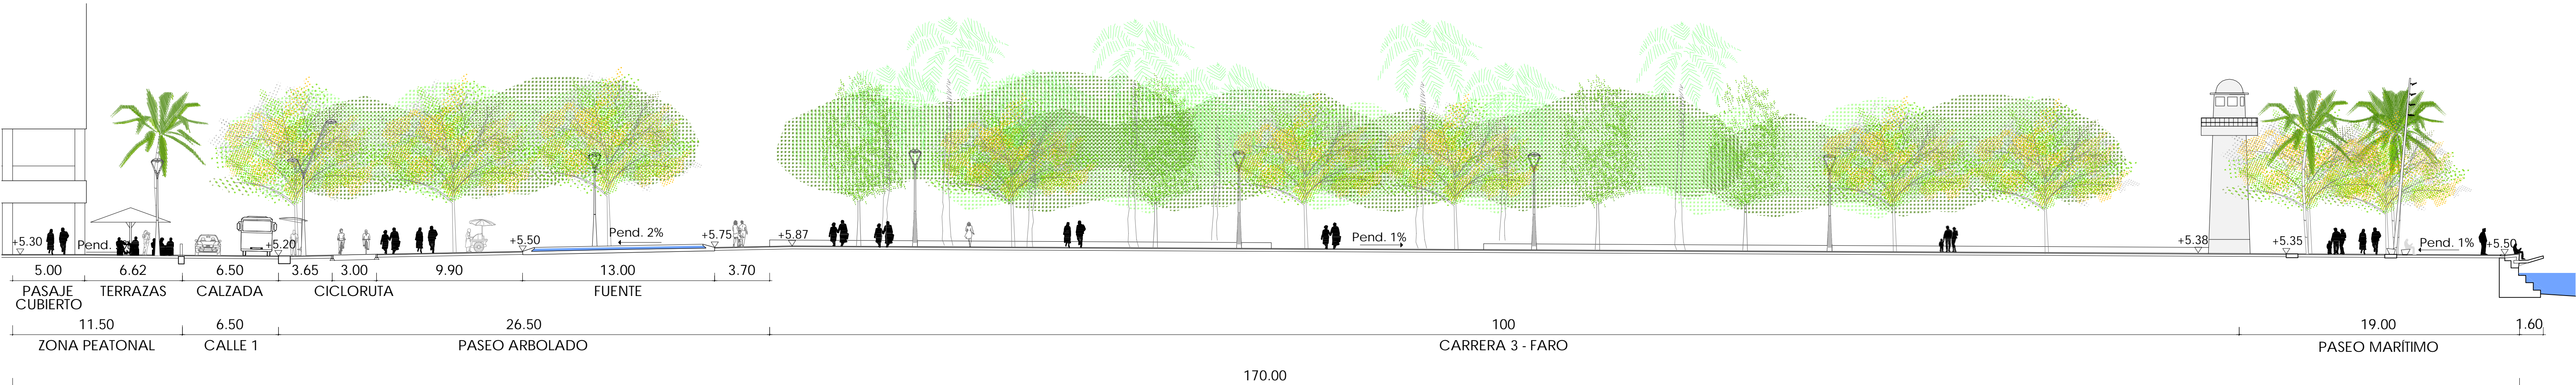 +5.30
Pend.
+5.20
+5.50
Pend. 2%
+5.75
+5.87
Pend. 1%
+5.38
+5.35
Pend. 1%
+5.50
5.00
6.62
6.50
3.65
3.00
9.90
13.00
3.70
PASAJE
CUBIERTO
TERRAZAS
CALZADA
CICLORUTA
FUENTE
11.50
6.50
26.50
100
19.00
1.60
ZONA PEATONAL
CALLE 1
PASEO ARBOLADO
CARRERA 3 - FARO
PASEO MARÍTIMO
170.00